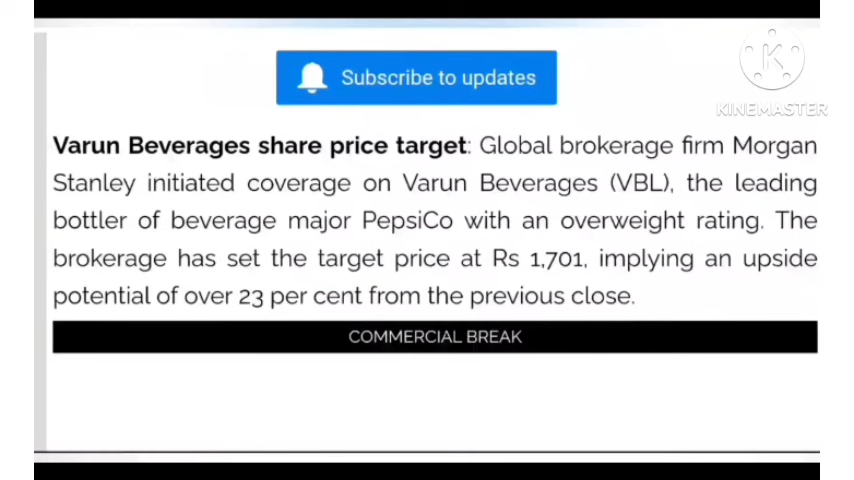 Subscribe to updates
K
KINEMASTER
Varun Beverages share price target: Global brokerage firm Morgan
Stanley initiated coverage on Varun Beverages (VBL), the leading
bottler of beverage major PepsiCo with an overweight rating. The
brokerage has set the target price at Rs 1,701, implying an upside
potential of over 23 per cent from the previous close.
COMMERCIAL BREAK